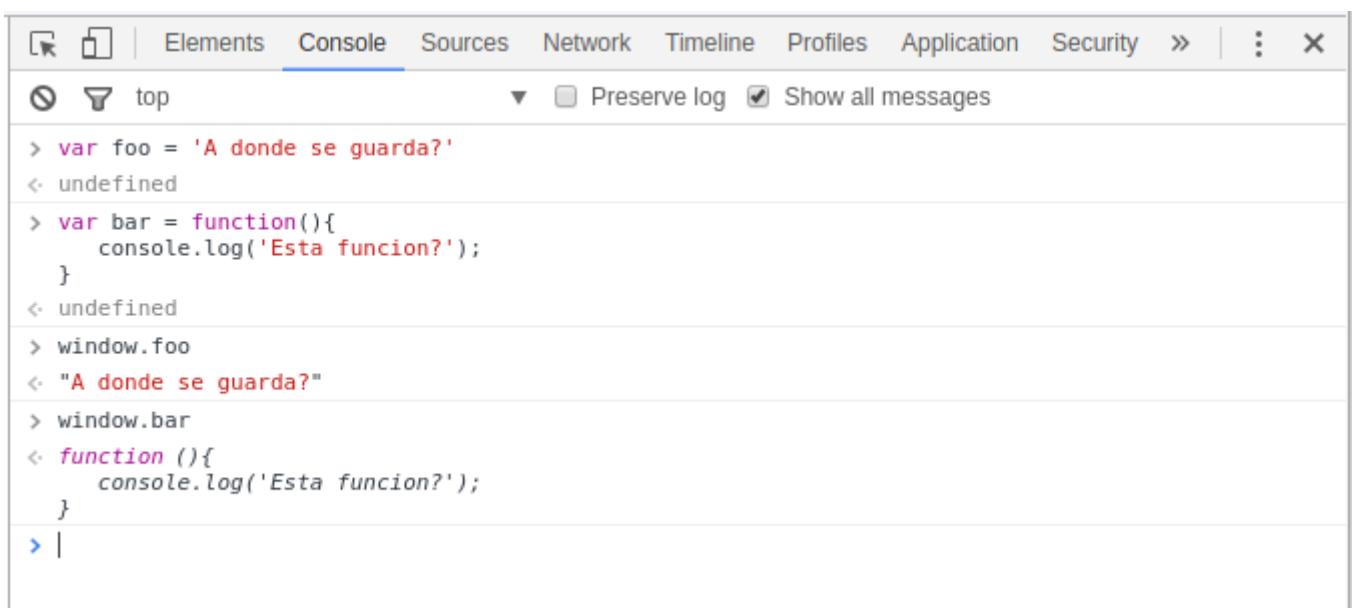 Elements Console Sources Network Timeline Profiles Application Security »
top ▼ Preserve log Show all messages
> var foo = 'A donde se guarda?'
< undefined
> var bar = function(){
console.log('Esta funcion?');
}
< undefined
> window.foo
< "A donde se guarda?"
> window.bar
< function (){
console.log('Esta funcion?');
}
>